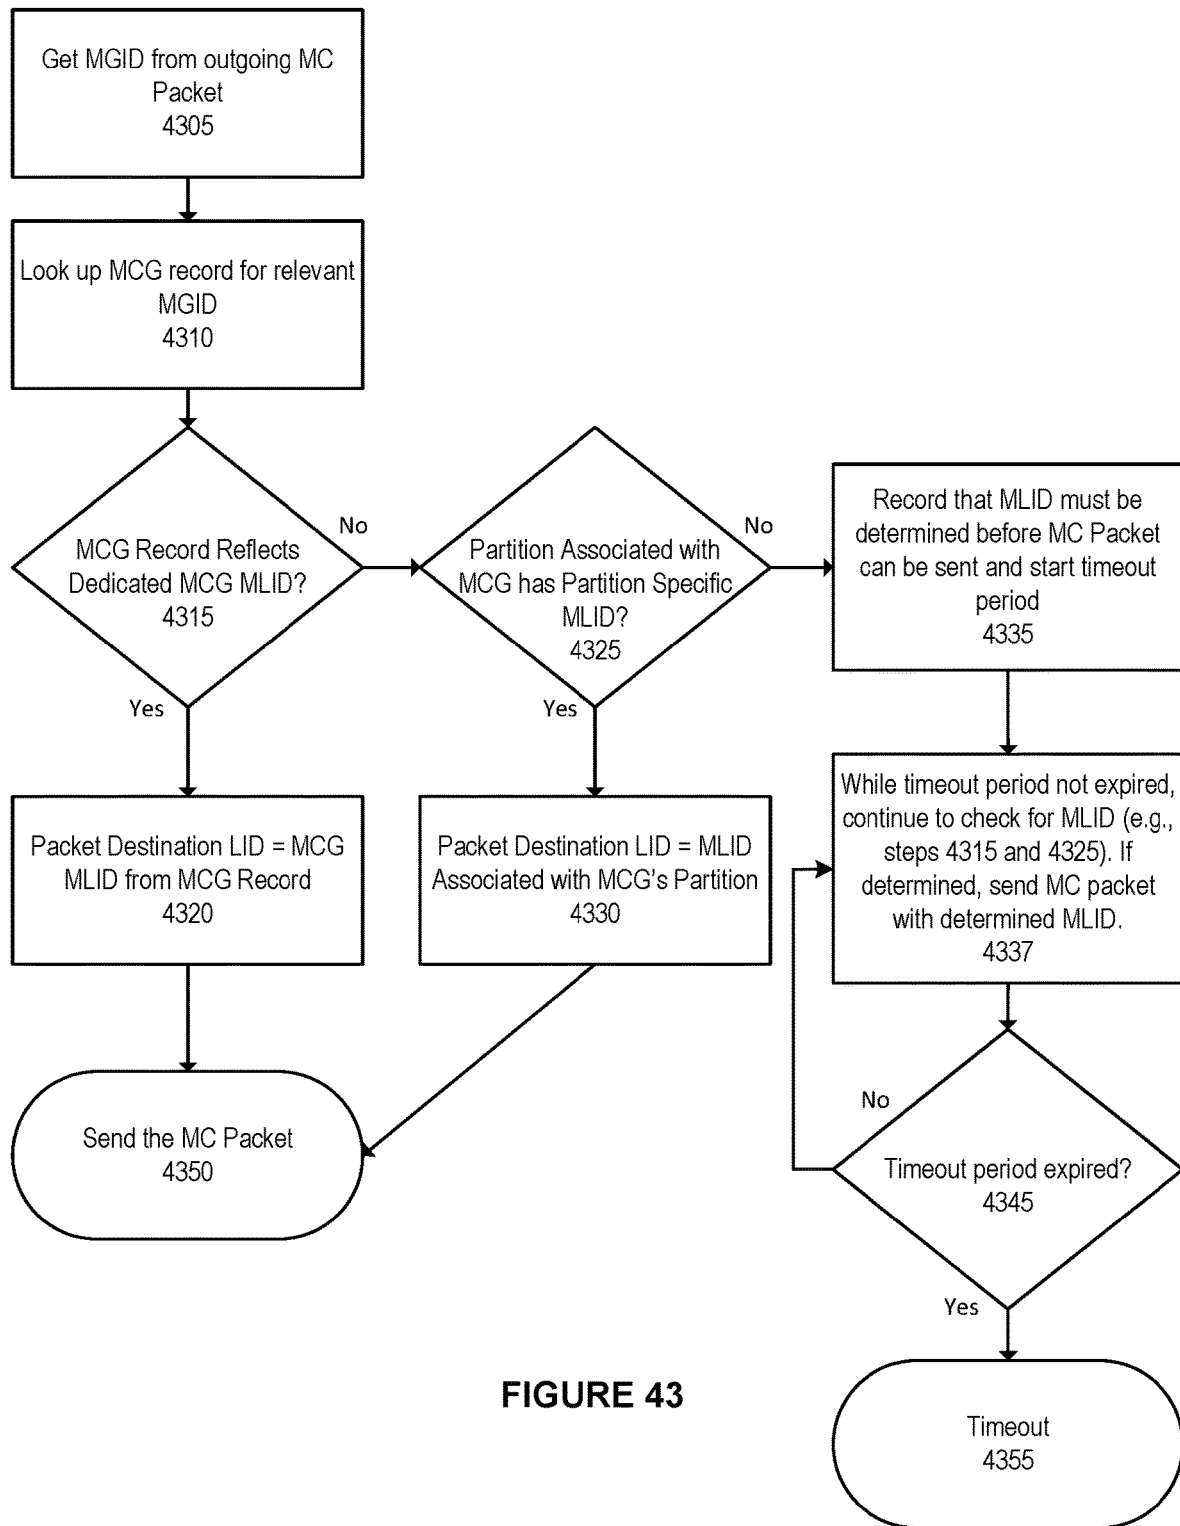 Get MGID from outgoing MC
Packet
4305
Look up MCG record for relevant
MGID
4310
MCG Record Reflects
Dedicated MCG MLID?
4315
No
Yes
Partition Associated with
MCG has Partition Specific
MLID?
4325
No
Yes
Record that MLID must be
determined before MC Packet
can be sent and start timeout
period
4335
Packet Destination LID = MCG
MLID from MCG Record
4320
Packet Destination LID = MLID
Associated with MCG's Partition
4330
While timeout period not expired,
continue to check for MLID (e.g.,
steps 4315 and 4325). If
determined, send MC packet
with determined MLID.
4337
Send the MC Packet
4350
No
Timeout period expired?
4345
Yes
Timeout
4355
FIGURE 43